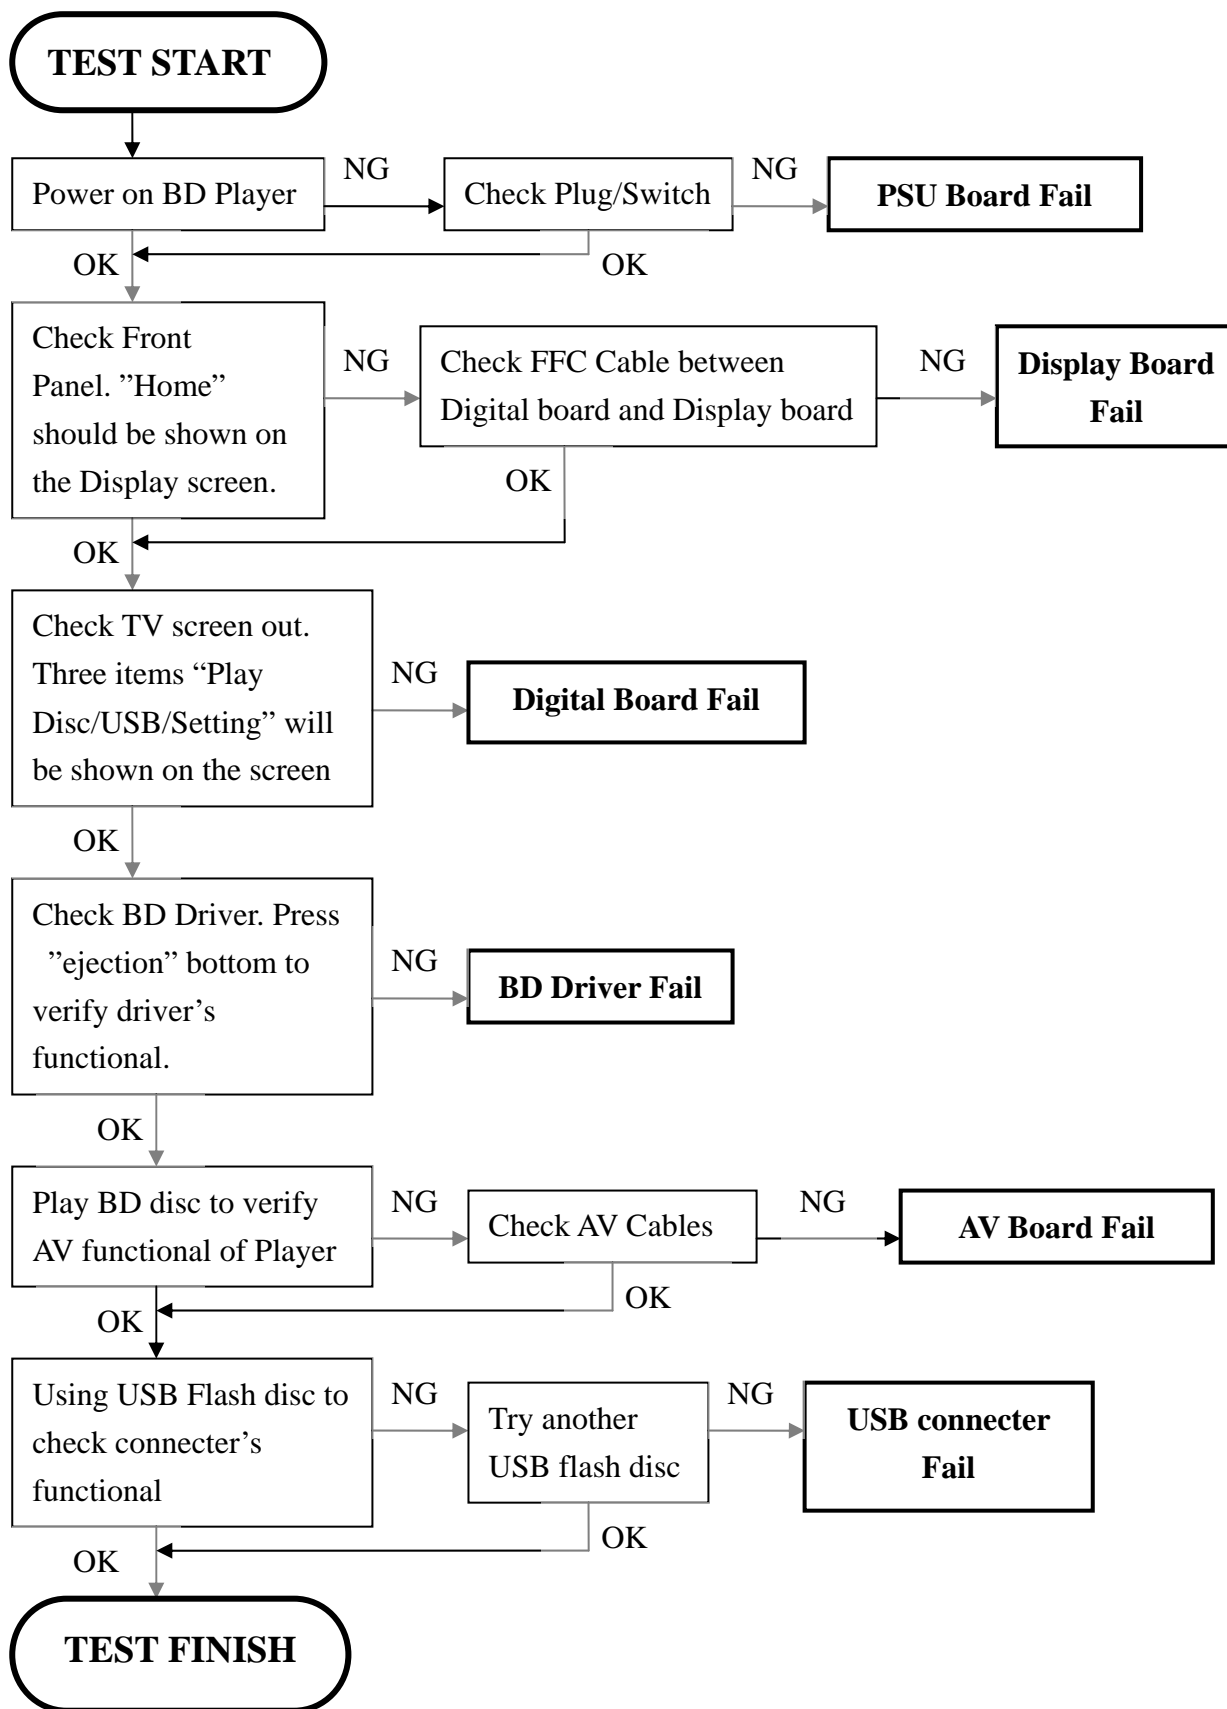 TEST START
Power on BD Player
NG
Check Plug/Switch
NG
PSU Board Fail
OK
OK
Check Front
Panel. ”Home”
should be shown on
the Display screen.
NG
Check FFC Cable between
Digital board and Display board
NG
Display Board
Fail
OK
OK
Check TV screen out.
Three items “Play
Disc/USB/Setting” will
be shown on the screen
NG
Digital Board Fail
OK
Check BD Driver. Press
”ejection” bottom to
verify driver’s
functional.
NG
BD Driver Fail
OK
Play BD disc to verify
AV functional of Player
NG
Check AV Cables
NG
AV Board Fail
OK
OK
Using USB Flash disc to
check connecter’s
functional
NG
Try another
USB flash disc
NG
USB connecter
Fail
OK
OK
TEST FINISH